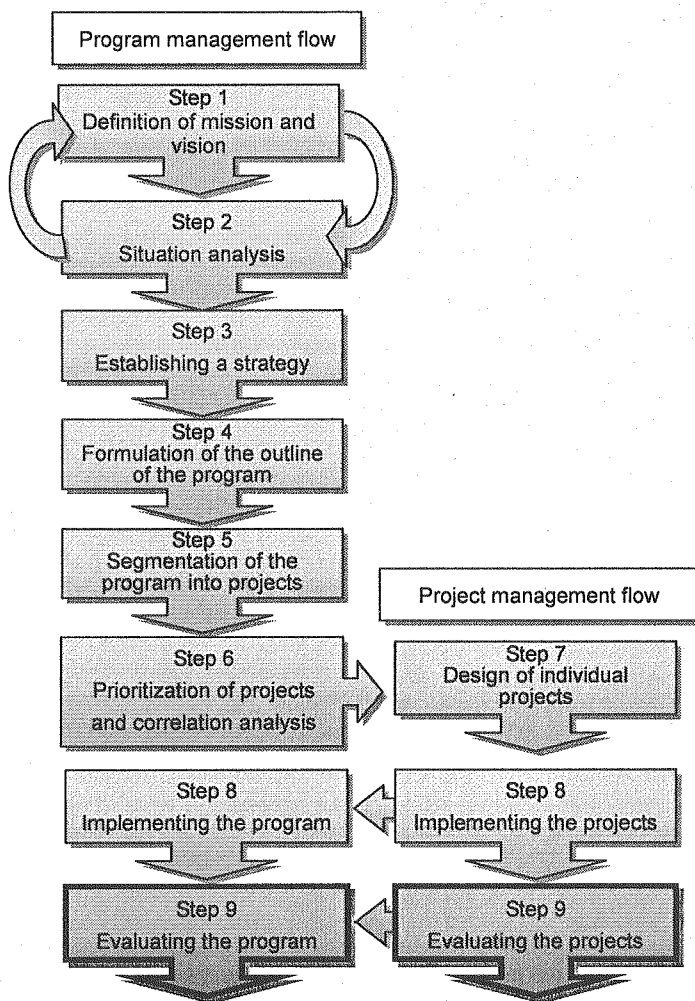 Program management flow
Step 1
Definition of mission and
vision
Step 2
Situation analysis
Step 3
Establishing a strategy
Step 4
Formulation of the outline
of the program
Step 5
Segmentation of the
program into projects
Step 6
Prioritization of projects
and correlation analysis
Project management flow
Step 7
Design of individual
projects
Step 8
Implementing the program
Step 8
Implementing the projects
Step 9
Evaluating the program
Step 9
Evaluating the projects